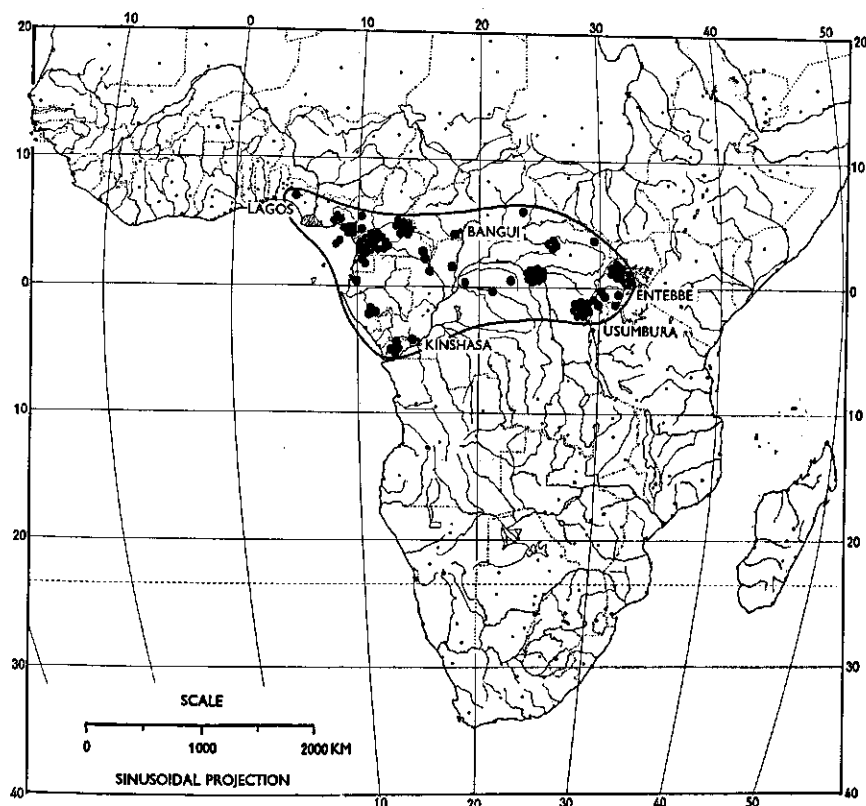 10 0 10 20 30 40 50
20 20
10 10
LAGOS
BANGUI
0 0
ENTEBBE
USUMBURA
KINSHASA
10 10
20 20
30 30
SCALE
0 1000 2000 KM
SINUSOIDAL PROJECTION
40 40
10 20 30 40 50